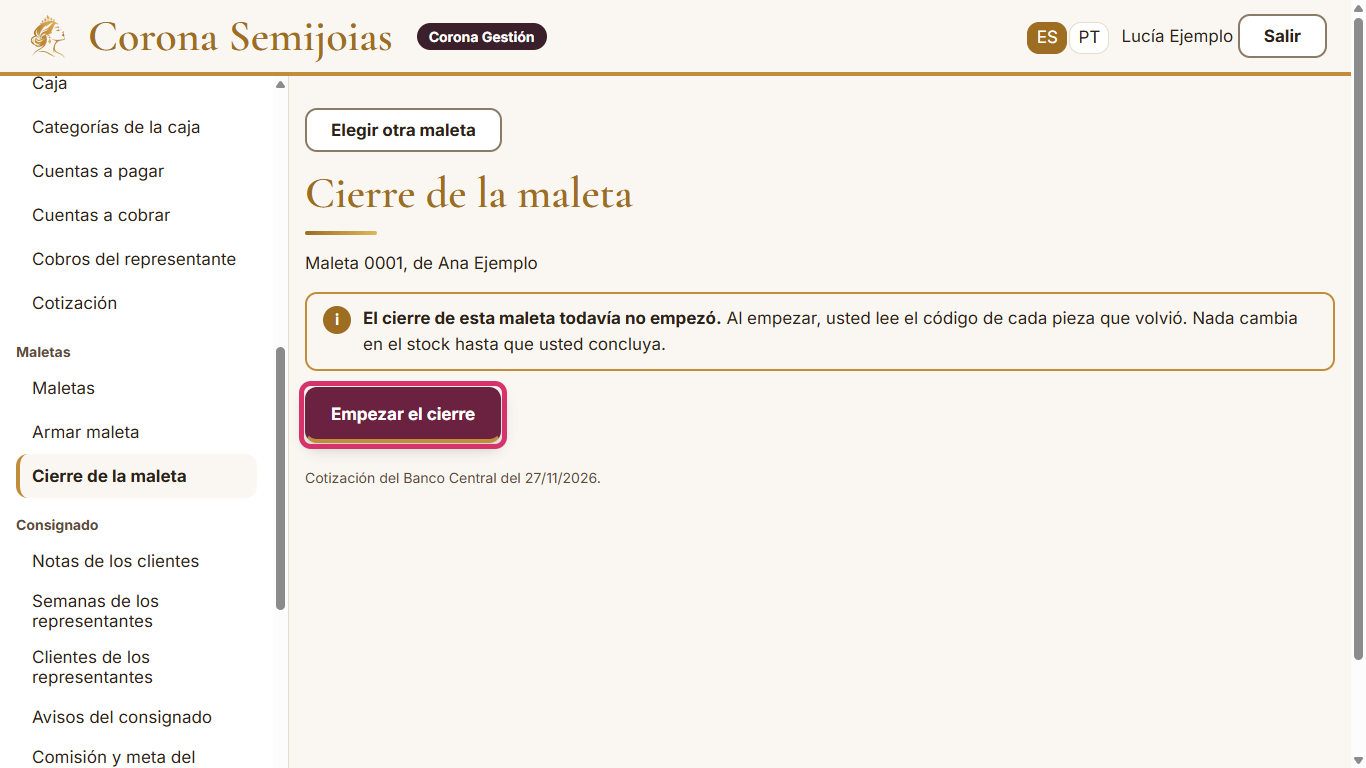 Corona Semijoias
Corona Gestión
ES
PT
Lucía Ejemplo
Salir
Caja
Categorías de la caja
Cuentas a pagar
Cuentas a cobrar
Cobros del representante
Cotización
Maletas
Maletas
Armar maleta
Cierre de la maleta
Consignado
Notas de los clientes
Semanas de los
representantes
Clientes de los
representantes
Avisos del consignado
Comisión y meta del
Elegir otra maleta
Cierre de la maleta
Maleta 0001, de Ana Ejemplo
i
El cierre de esta maleta todavía no empezó. Al empezar, usted lee el código de cada pieza que volvió. Nada cambia
en el stock hasta que usted concluya.
Empezar el cierre
Cotización del Banco Central del 27/11/2026.